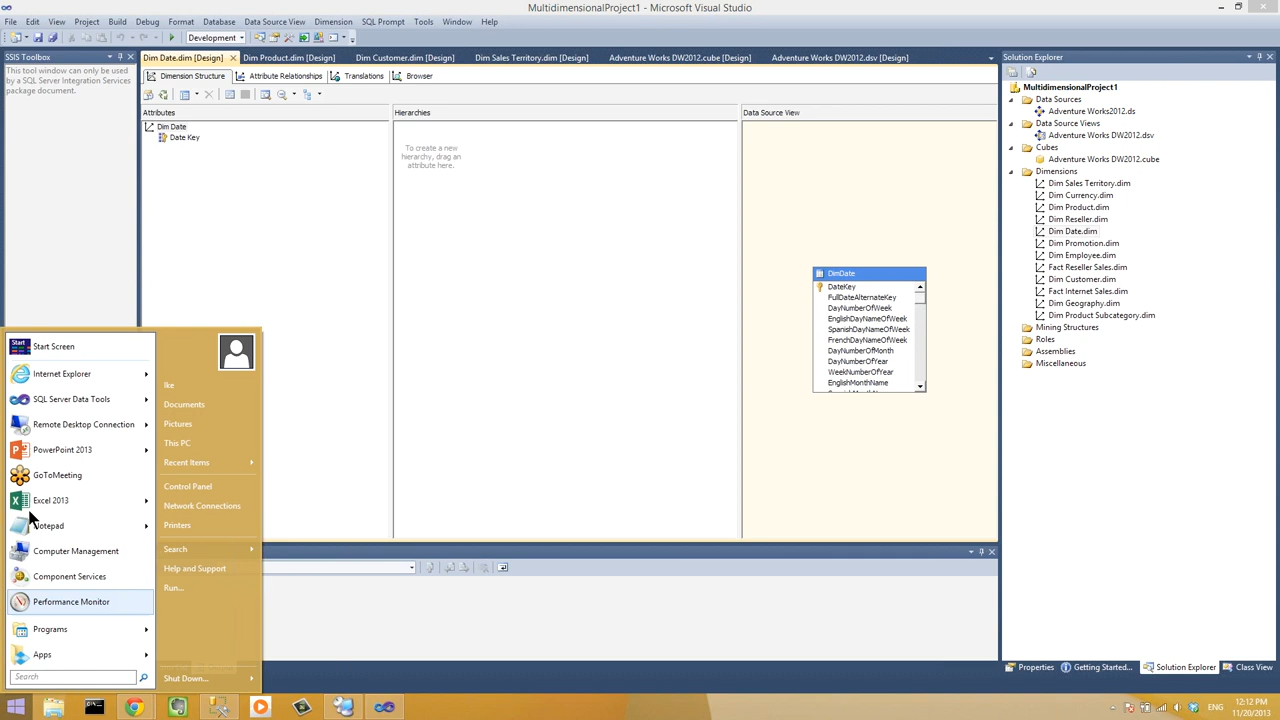 MultidimensionalProject1 - Microsoft Visual Studio
File Edit View Project Build Debug Format Database Data Source View Dimension SQL Prompt Tools Window Help
Development
SSIS Toolbox
This tool window can only be used
by a SQL Server Integration Services
package document.
Dim Date.dim [Design] Dim Product.dim [Design] Dim Customer.dim [Design] Dim Sales Territory.dim [Design] Adventure Works DW2012.cube [Design] Adventure Works DW2012.dsv [Design]
Dimension Structure Attribute Relationships Translations Browser
Attributes
Dim Date
Date Key
Hierarchies
To create a new
hierarchy, drag an
attribute here.
Data Source View
DimDate
DateKey
FullDateAlternateKey
DayNumberOfWeek
EnglishDayNameOfWeek
SpanishDayNameOfWeek
FrenchDayNameOfWeek
DayNumberOfMonth
DayNumberOfYear
WeekNumberOfYear
EnglishMonthName
Solution Explorer
MultidimensionalProject1
Data Sources
Adventure Works2012.ds
Data Source Views
Adventure Works DW2012.dsv
Cubes
Adventure Works DW2012.cube
Dimensions
Dim Sales Territory.dim
Dim Currency.dim
Dim Product.dim
Dim Reseller.dim
Dim Date.dim
Dim Promotion.dim
Dim Employee.dim
Fact Reseller Sales.dim
Dim Customer.dim
Fact Internet Sales.dim
Dim Geography.dim
Dim Product Subcategory.dim
Mining Structures
Roles
Assemblies
Miscellaneous
Properties Getting Started... Solution Explorer Class View
Start
Start Screen
Internet Explorer
SQL Server Data Tools
Remote Desktop Connection
PowerPoint 2013
GoToMeeting
Excel 2013
Computer Management
Component Services
Performance Monitor
Programs
Apps
Search
Ike
Documents
Pictures
This PC
Recent Items
Control Panel
Network Connections
Printers
Search
Help and Support
Run...
Shut Down...
ENG
12:12 PM
11/20/2013